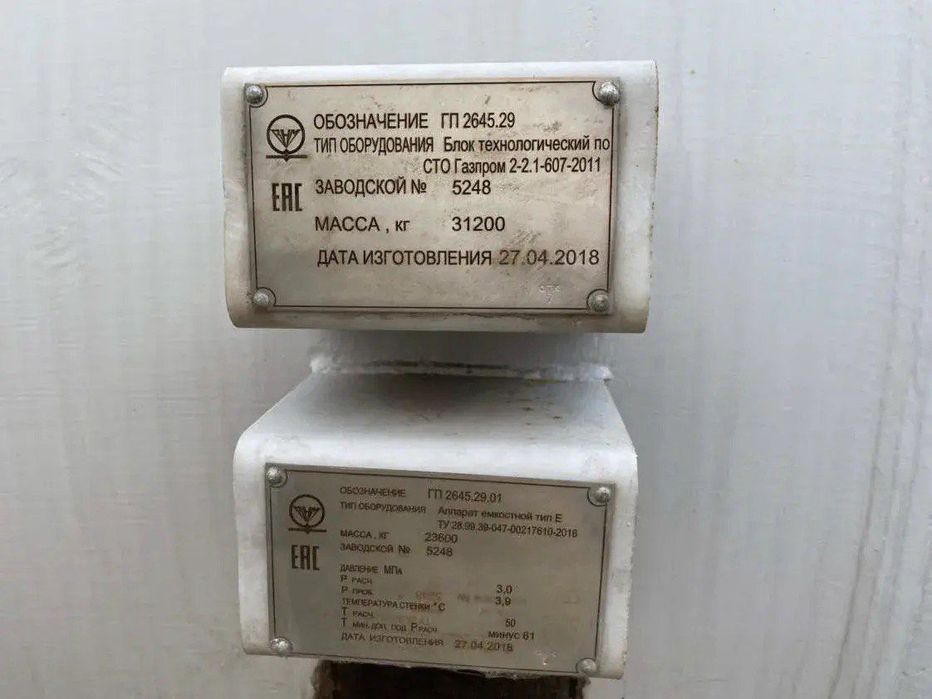 ОБОЗНАЧЕНИЕ ГП 2645.29
ТИП ОБОРУДОВАНИЯ Блок технологический по
СТО Газпром 2-2.1-607-2011
EAC
ЗАВОДСКОЙ № 5248
МАССА , кг 31200
ДАТА ИЗГОТОВЛЕНИЯ 27.04.2018
ОБОЗНАЧЕНИЕ ГП 2645.29.01
ТИП ОБОРУДОВАНИЯ Аппарат емкостной тип Е
ТУ 28.99.39-047-00217610-2018
МАССА, КГ 23600
ЗАВОДСКОЙ № 5248
EAC
ДАВЛЕНИЕ МПа
Р РАСЧ. 3,0
Р ПРОБ. 3,9
ТЕМПЕРАТУРА СТЕНКИ °С
Т РАСЧ. 50
Т МИН. ДОП. ПОД Р РАСЧ. минус 61
ДАТА ИЗГОТОВЛЕНИЯ 27.04.2018